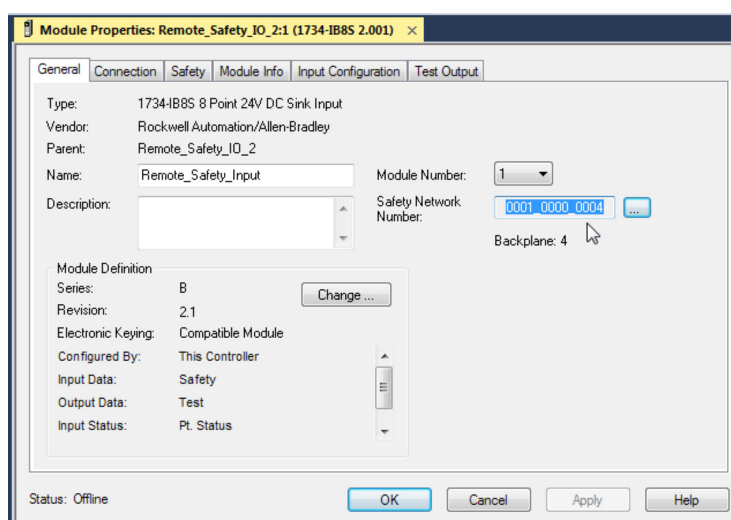 Module Properties: Remote_Safety_IO_2:1 (1734-IB8S 2.001) ×
General Connection Safety Module Info Input Configuration Test Output
Type: 1734-IB8S 8 Point 24V DC Sink Input
Vendor: Rockwell Automation/Allen-Bradley
Parent: Remote_Safety_IO_2
Name: Remote_Safety_Input Module Number: 1
Description: Safety Network Number: 0001_0000_0004 ...
Backplane: 4
Module Definition
Series: B Change ...
Revision: 2.1
Electronic Keying: Compatible Module
Configured By: This Controller
Input Data: Safety
Output Data: Test
Input Status: Pt. Status
Status: Offline OK Cancel Apply Help